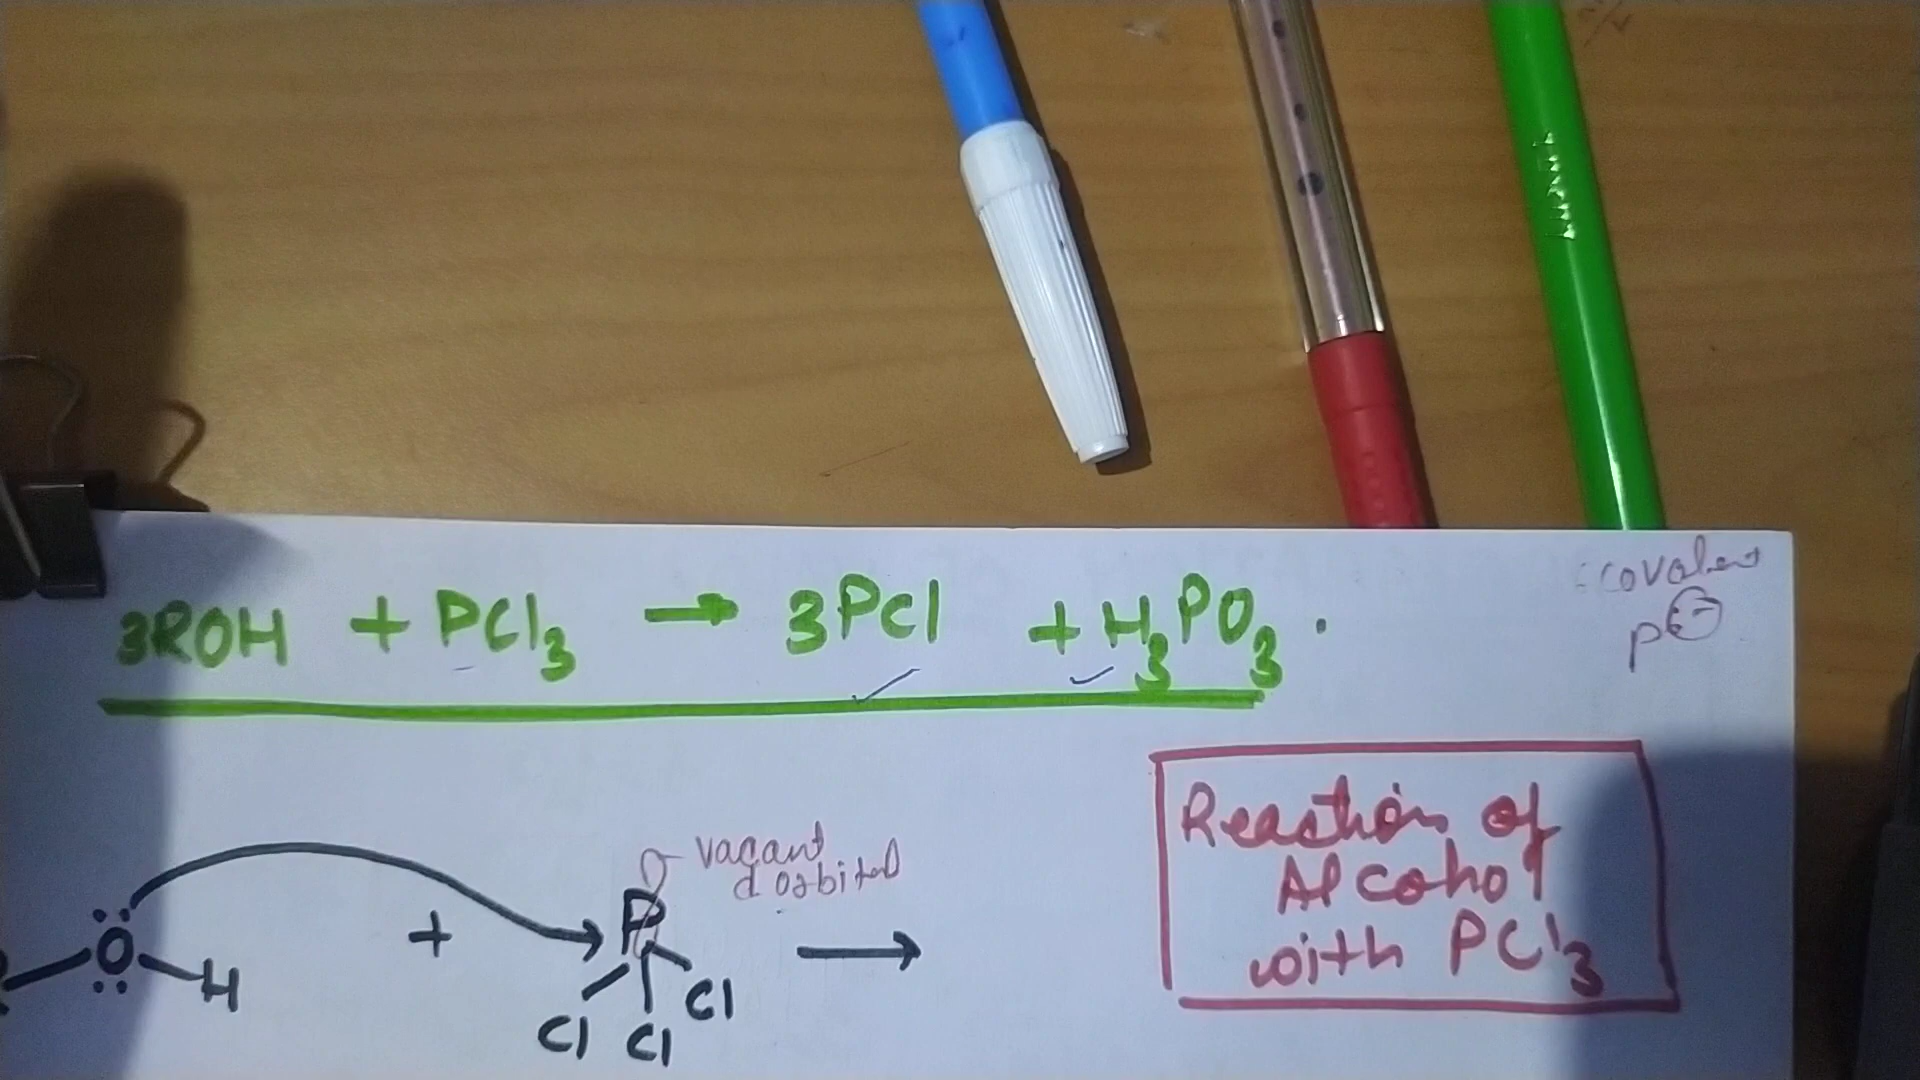 covalent
3ROH + PCl3 → 3PCl + H3PO3.
Reaction of
Alcohol
with PCl3
vacant
d orbital
P
O
+
→
H
Cl
Cl
Cl